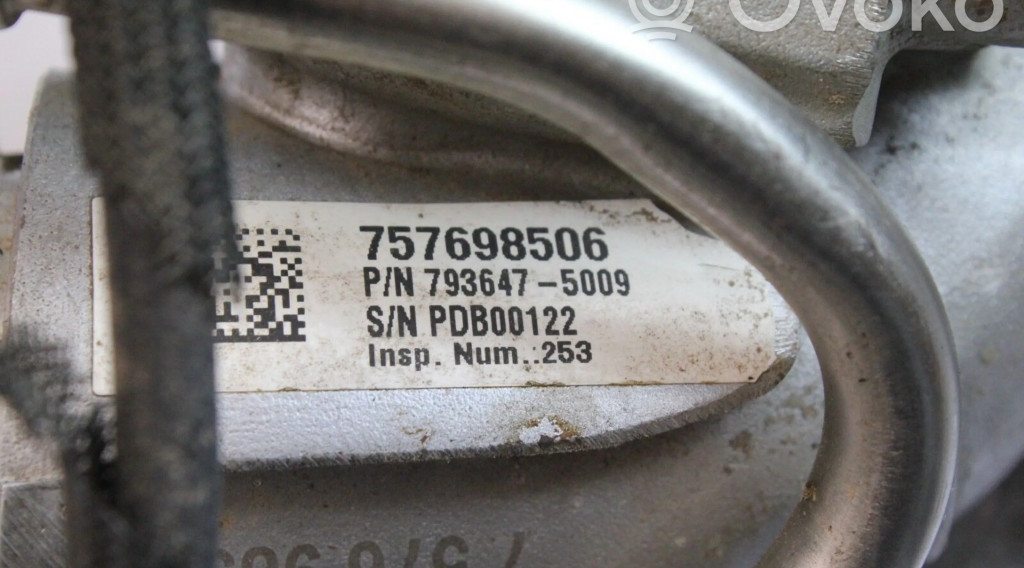 Ovoko
757698506
P/N 793647-5009
S/N PDB00122
Insp. Num.:253